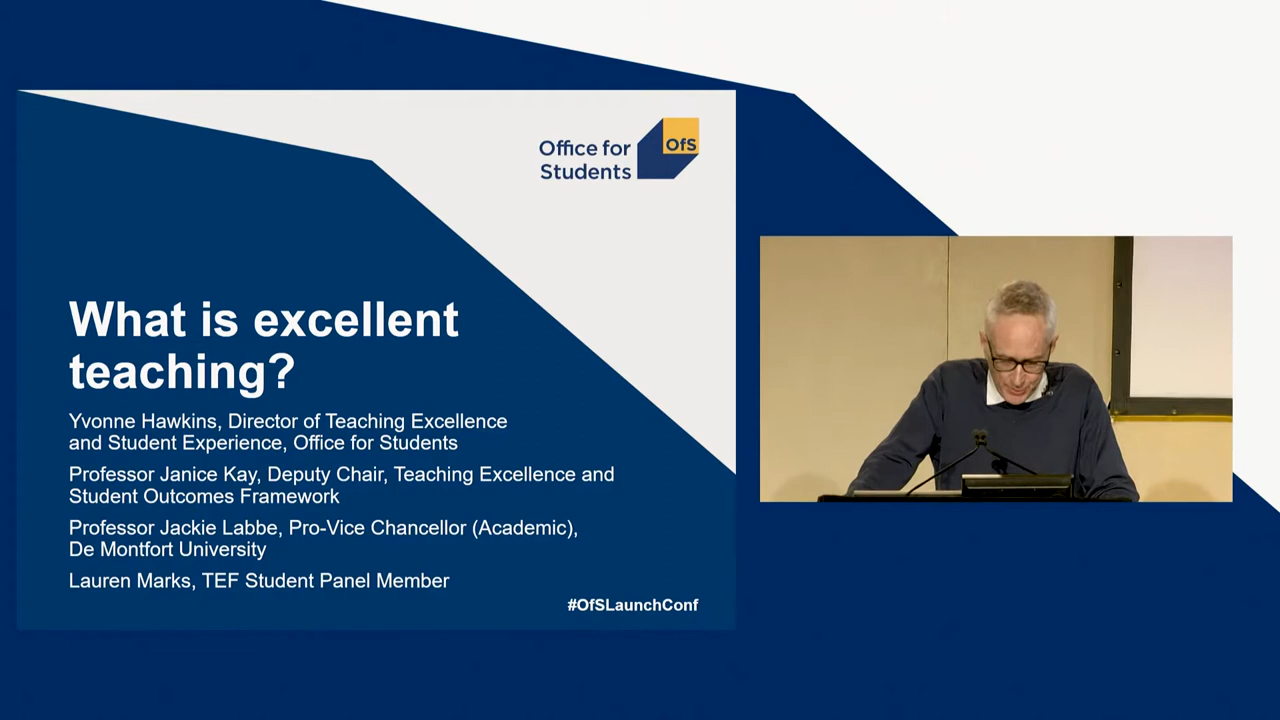 Office for
Students
OfS
What is excellent
teaching?
Yvonne Hawkins, Director of Teaching Excellence
and Student Experience, Office for Students
Professor Janice Kay, Deputy Chair, Teaching Excellence and
Student Outcomes Framework
Professor Jackie Labbe, Pro-Vice Chancellor (Academic),
De Montfort University
Lauren Marks, TEF Student Panel Member
#OfSLaunchConf